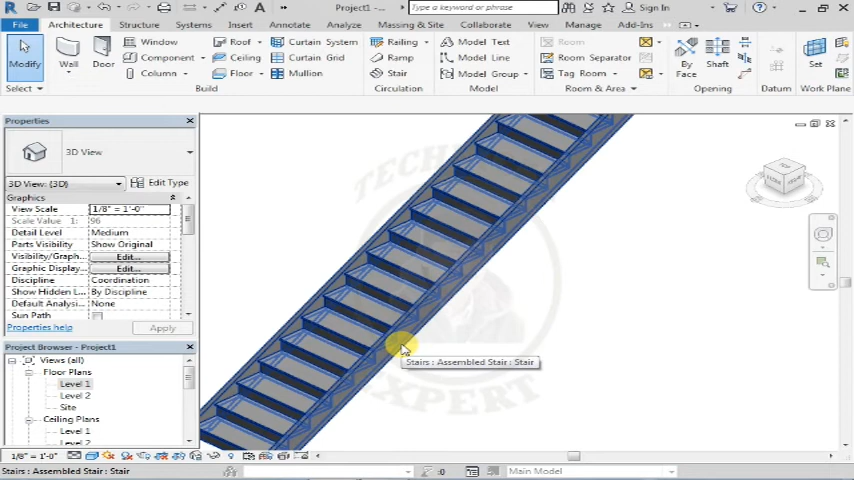 Project1 -...
Type a keyword or phrase
Sign In
File Architecture Structure Systems Insert Annotate Analyze Massing & Site Collaborate View Manage Add-Ins
Modify
Wall
Door
Window
Component
Column
Roof
Ceiling
Floor
Curtain System
Curtain Grid
Mullion
Railing
Ramp
Stair
Model Text
Model Line
Model Group
Room
Room Separator
Tag Room
By
Face
Shaft
Set
Select
Build
Circulation
Model
Room & Area
Opening
Datum
Work Plane
Properties
3D View
3D View: {3D}
Edit Type
Graphics
View Scale 1/8" = 1'-0"
Scale Value 1: 96
Detail Level Medium
Parts Visibility Show Original
Visibility/Graph... Edit...
Graphic Display... Edit...
Discipline Coordination
Show Hidden L... By Discipline
Default Analysi... None
Sun Path
Properties help
Apply
Project Browser - Project1
Views (all)
Floor Plans
Level 1
Level 2
Site
Ceiling Plans
Level 1
Level 2
TOP
EXPERT
Stairs : Assembled Stair : Stair
1/8" = 1'-0"
Stairs : Assembled Stair : Stair
:0
Main Model